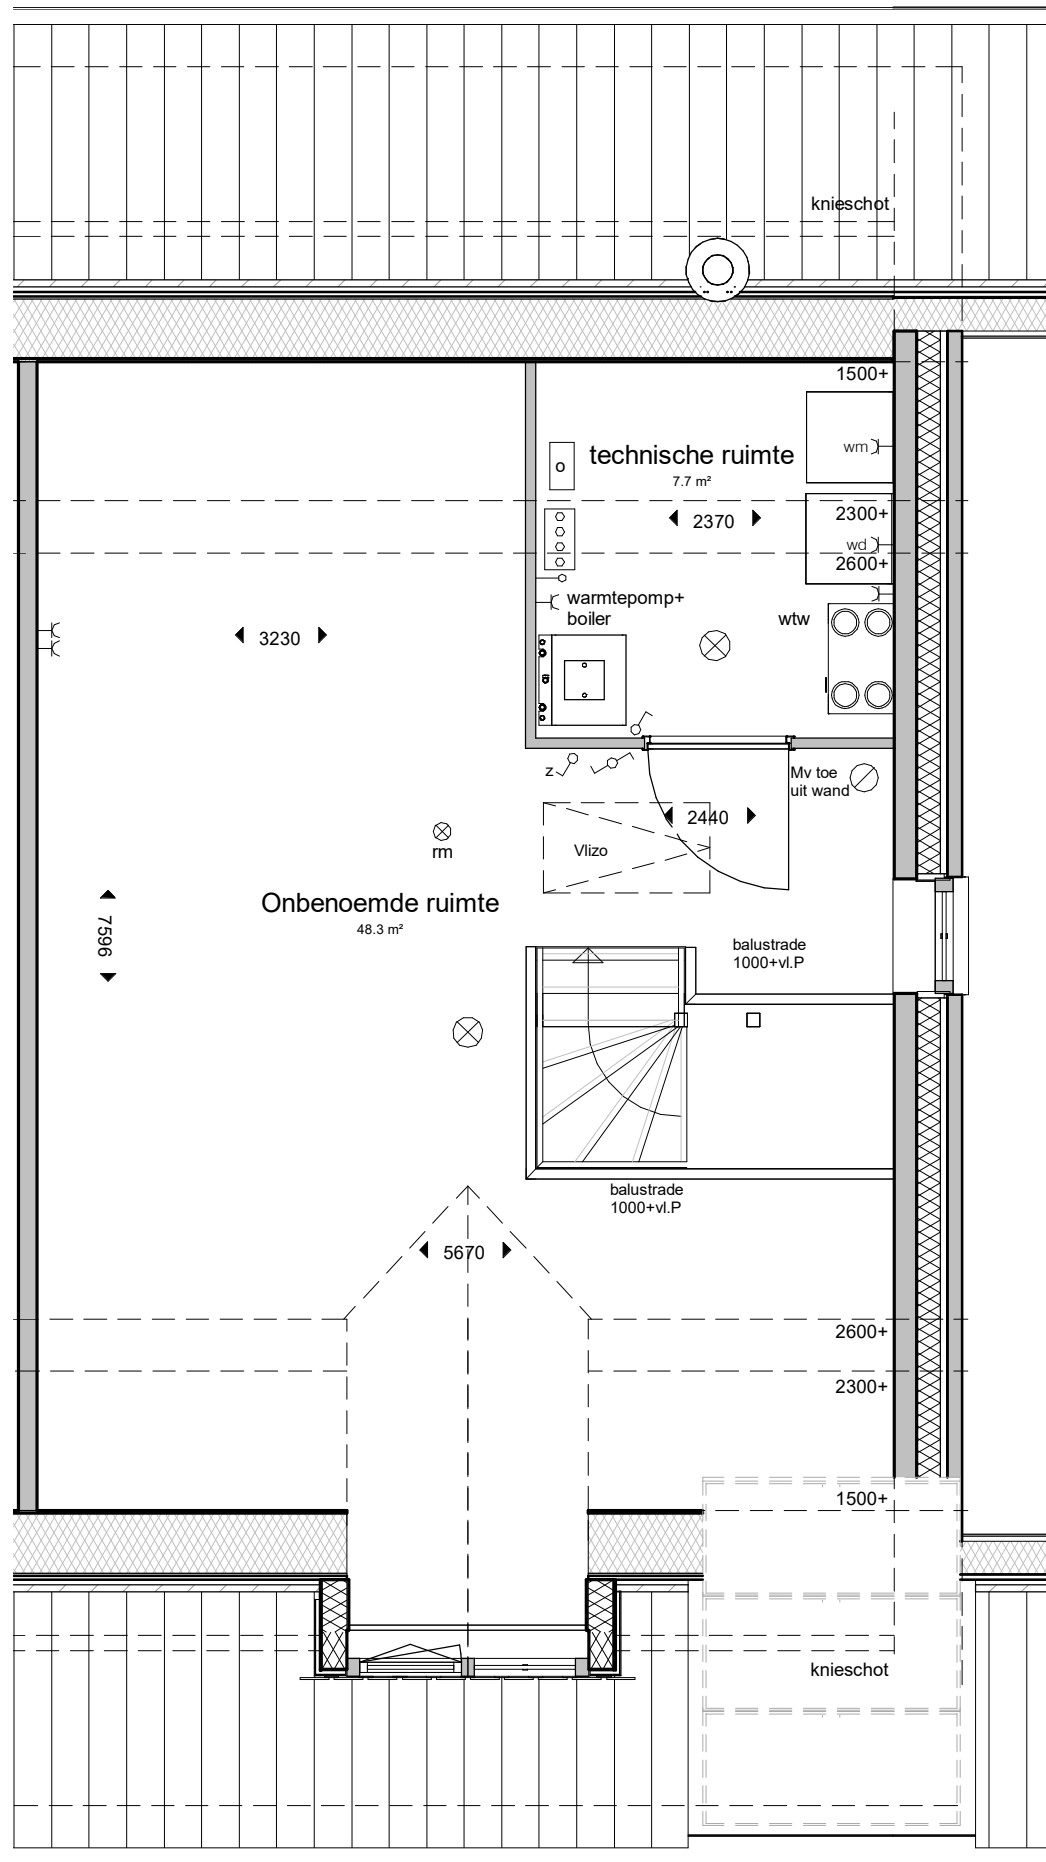 knieschot
1500+
wm
technische ruimte
7.7 m²
2300+
2370
wd
2600+
warmtepomp+
boiler
wtw
3230
z
Mv toe
uit wand
2440
rm
Vlizo
Onbenoemde ruimte
48.3 m²
7596
balustrade
1000+vl.P
balustrade
1000+vl.P
5670
2600+
2300+
1500+
knieschot